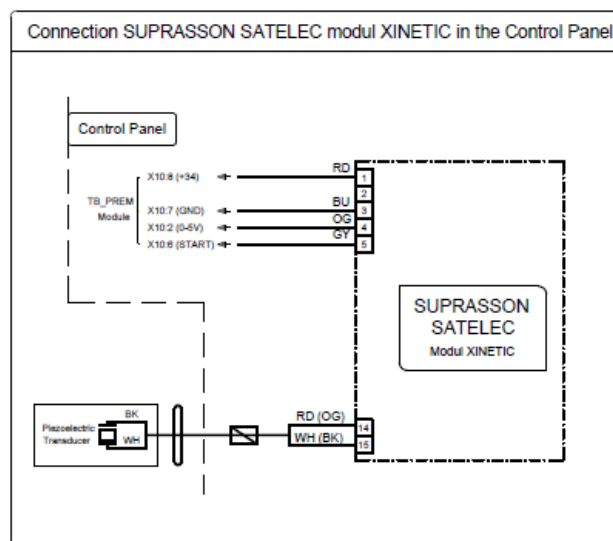 Connection SUPRASSON SATELEC modul XINETIC in the Control Panel
Control Panel
TB_PREM
Module
X10:8 (+34)
X10:7 (GND)
X10:2 (0-5V)
X10:6 (START)
RD
BU
OG
GY
1
2
3
4
5
SUPRASSON
SATELEC
Modul XINETIC
Piezoelectric
Transducer
BK
WH
RD (OG)
WH (BK)
14
15